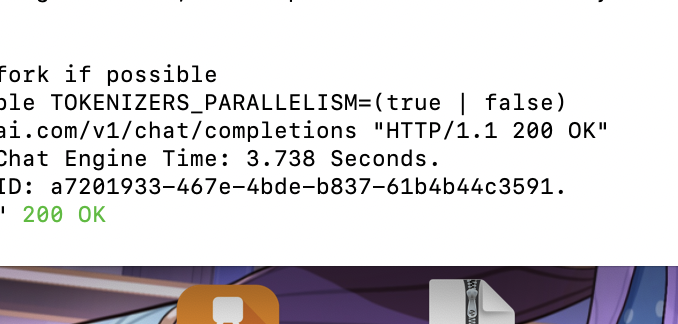 fork if possible
ble TOKENIZERS_PARALLELISM=(true | false)
ai.com/v1/chat/completions "HTTP/1.1 200 OK"
Chat Engine Time: 3.738 Seconds.
ID: a7201933-467e-4bde-b837-61b4b44c3591.
" 200 OK